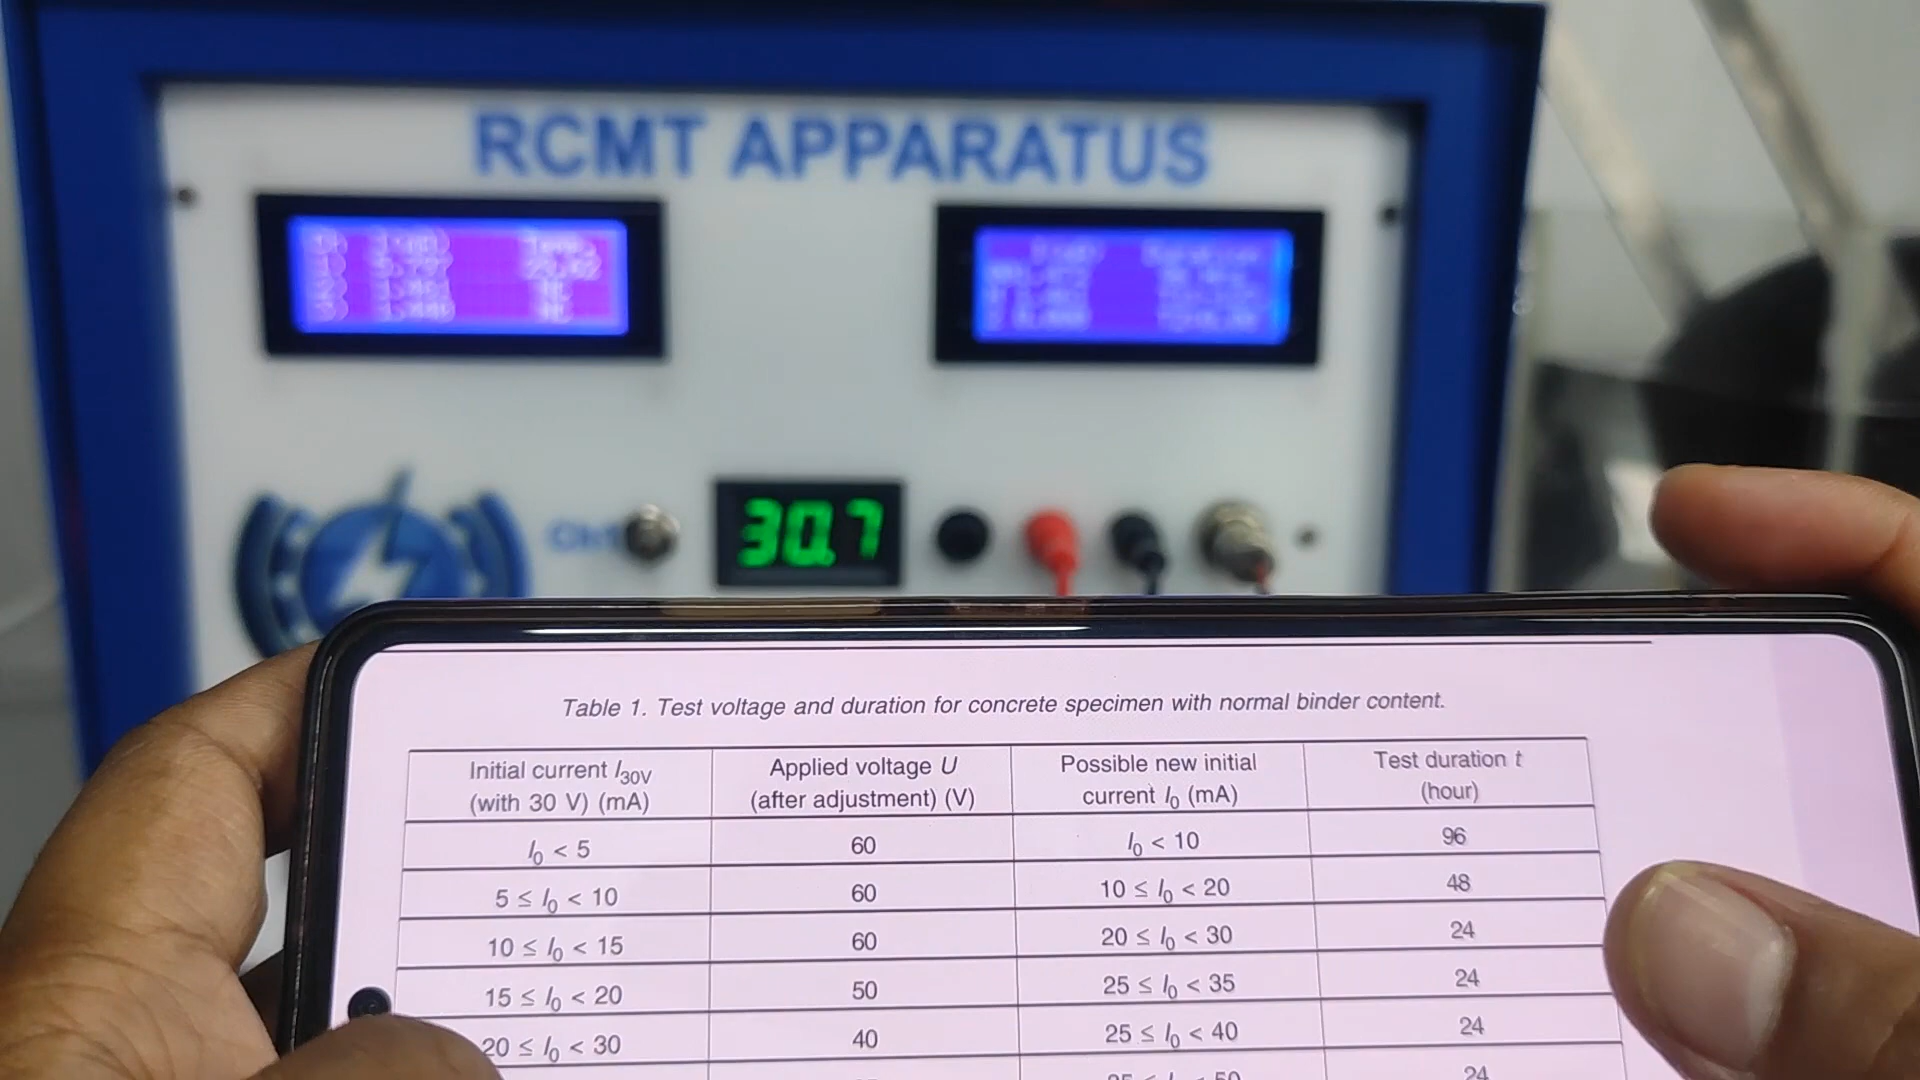 RCMT APPARATUS
30.7
Table 1. Test voltage and duration for concrete specimen with normal binder content.
Initial current I30V (with 30 V) (mA)
Applied voltage U (after adjustment) (V)
Possible new initial current I0 (mA)
Test duration t (hour)
I0 < 5 60 I0 < 10 96
5 ≤ I0 < 10 60 10 ≤ I0 < 20 48
10 ≤ I0 < 15 60 20 ≤ I0 < 30 24
15 ≤ I0 < 20 50 25 ≤ I0 < 35 24
20 ≤ I0 < 30 40 25 ≤ I0 < 40 24
24